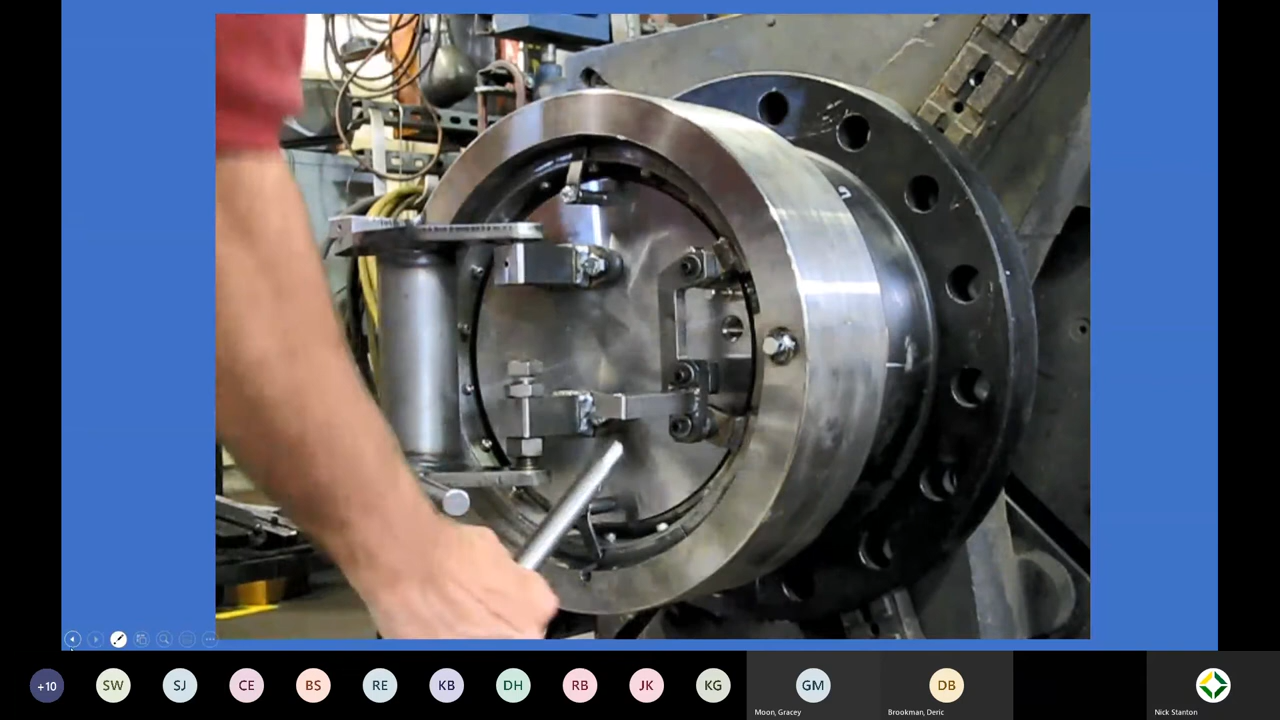 +10
SW
SJ
CE
BS
RE
KB
DH
RB
JK
KG
GM
DB
Moon, Gracey
Brookman, Deric
Nick Stanton